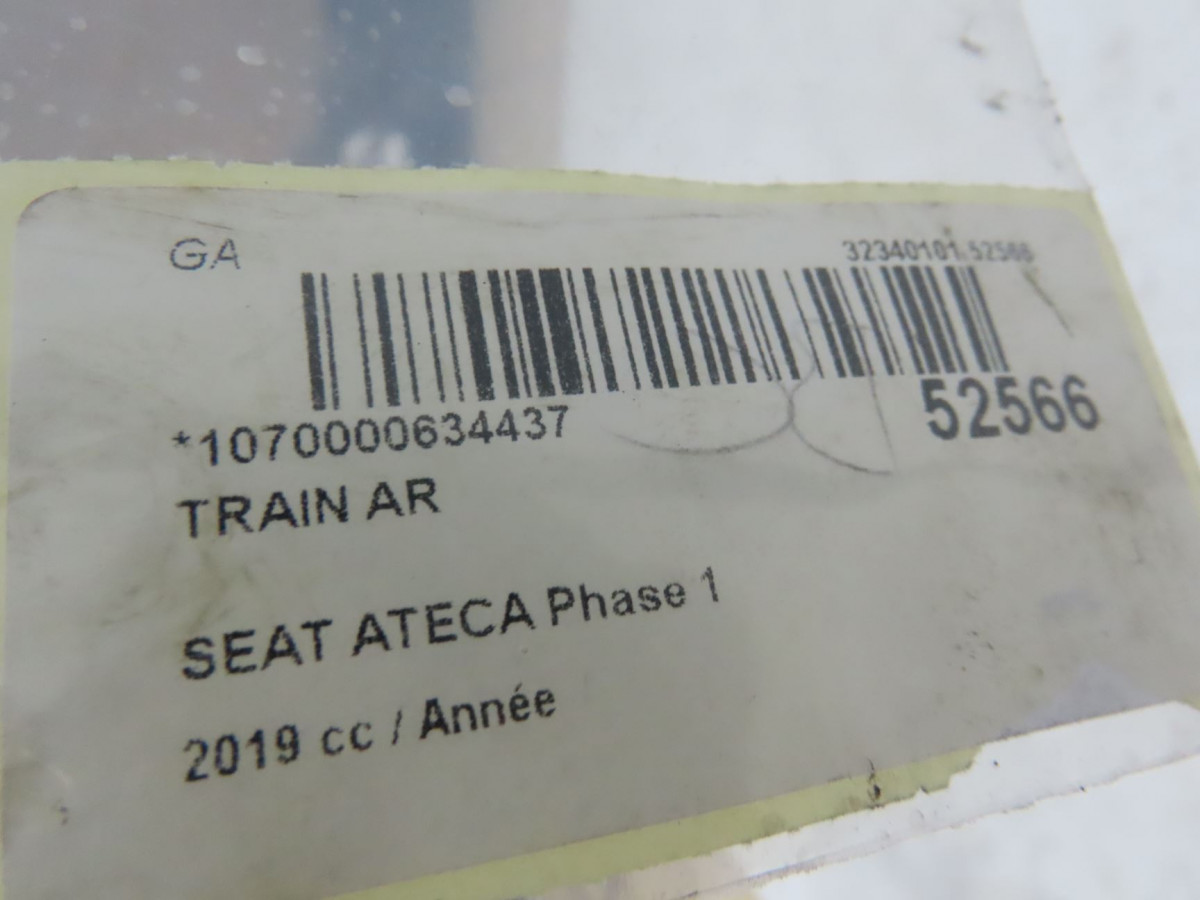 GA
32340101.52566
*1070000634437
52566
TRAIN AR
SEAT ATECA Phase 1
2019 cc / Année